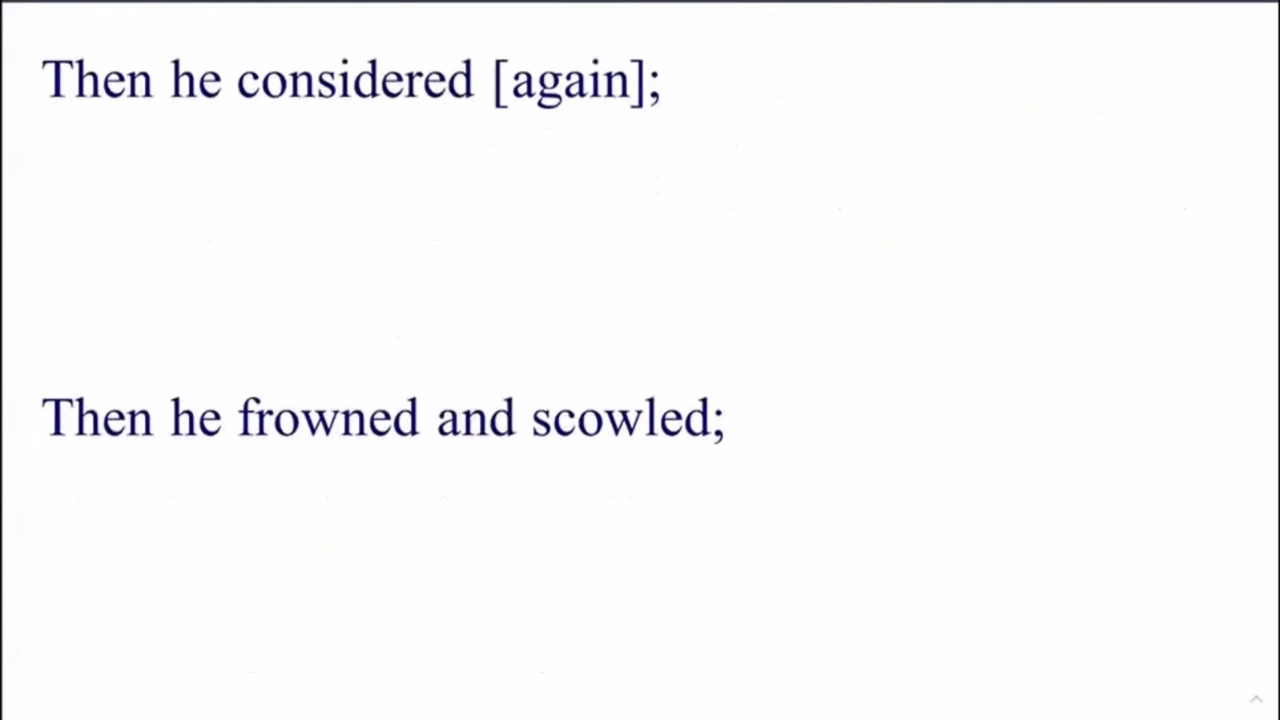 Then he considered [again];
Then he frowned and scowled;